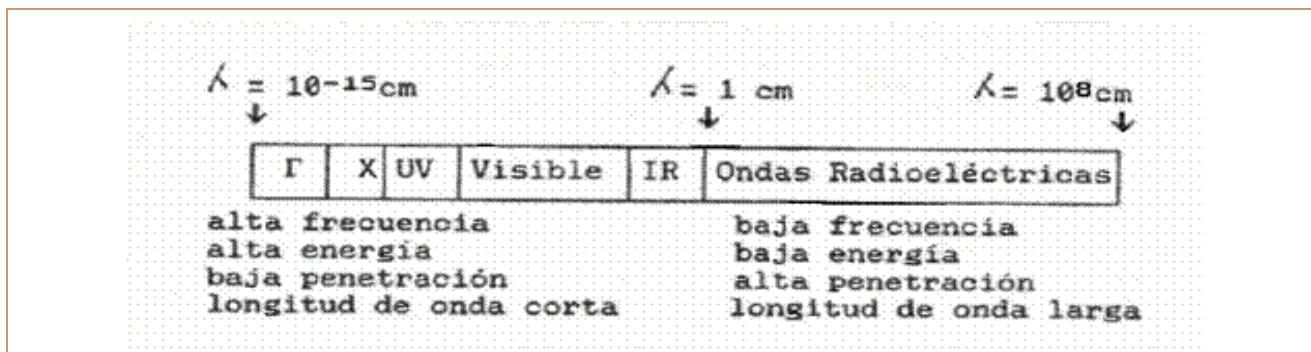 λ = 10-15cm λ = 1 cm λ = 108cm
Γ X UV Visible IR Ondas Radioeléctricas
alta frecuencia baja frecuencia
alta energía baja energía
baja penetración alta penetración
longitud de onda corta longitud de onda larga